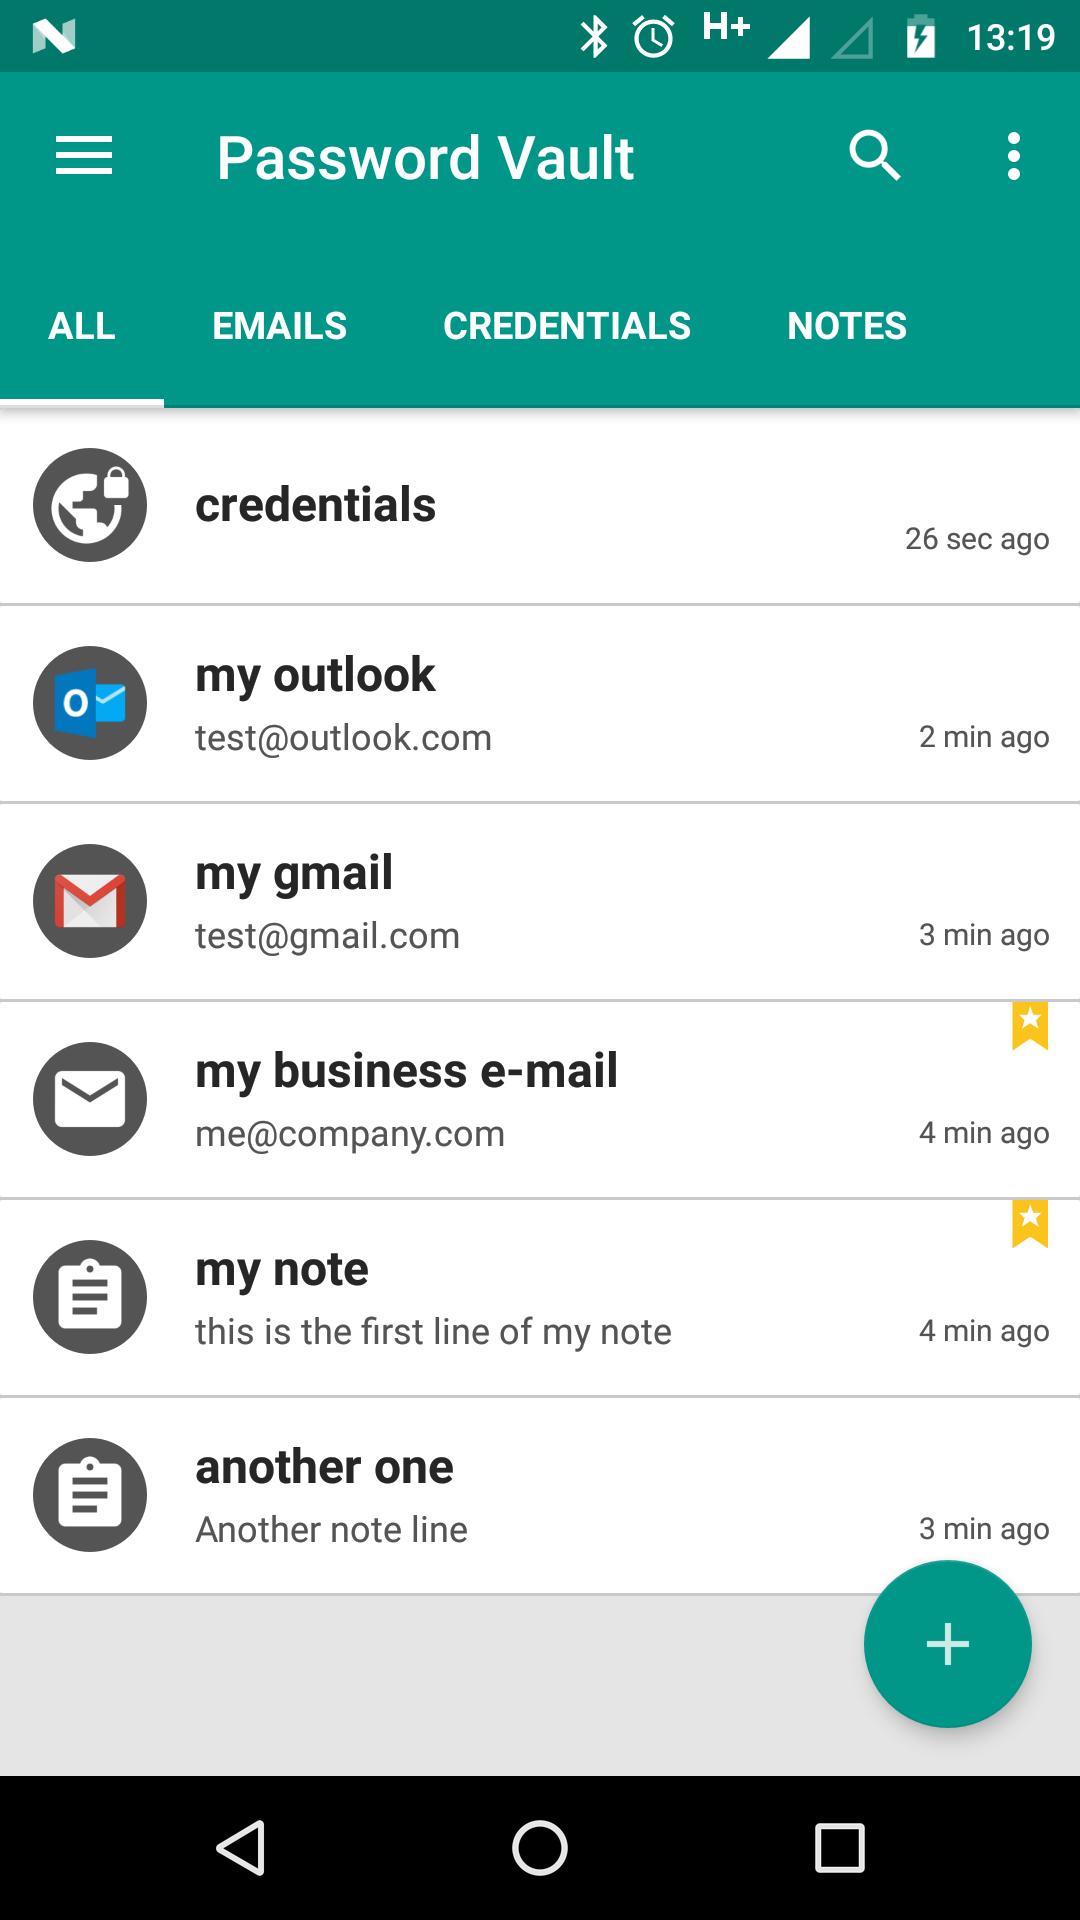 H+ 13:19
Password Vault
ALL EMAILS CREDENTIALS NOTES
credentials
26 sec ago
my outlook
test@outlook.com 2 min ago
my gmail
test@gmail.com 3 min ago
my business e-mail
me@company.com 4 min ago
my note
this is the first line of my note 4 min ago
another one
Another note line 3 min ago